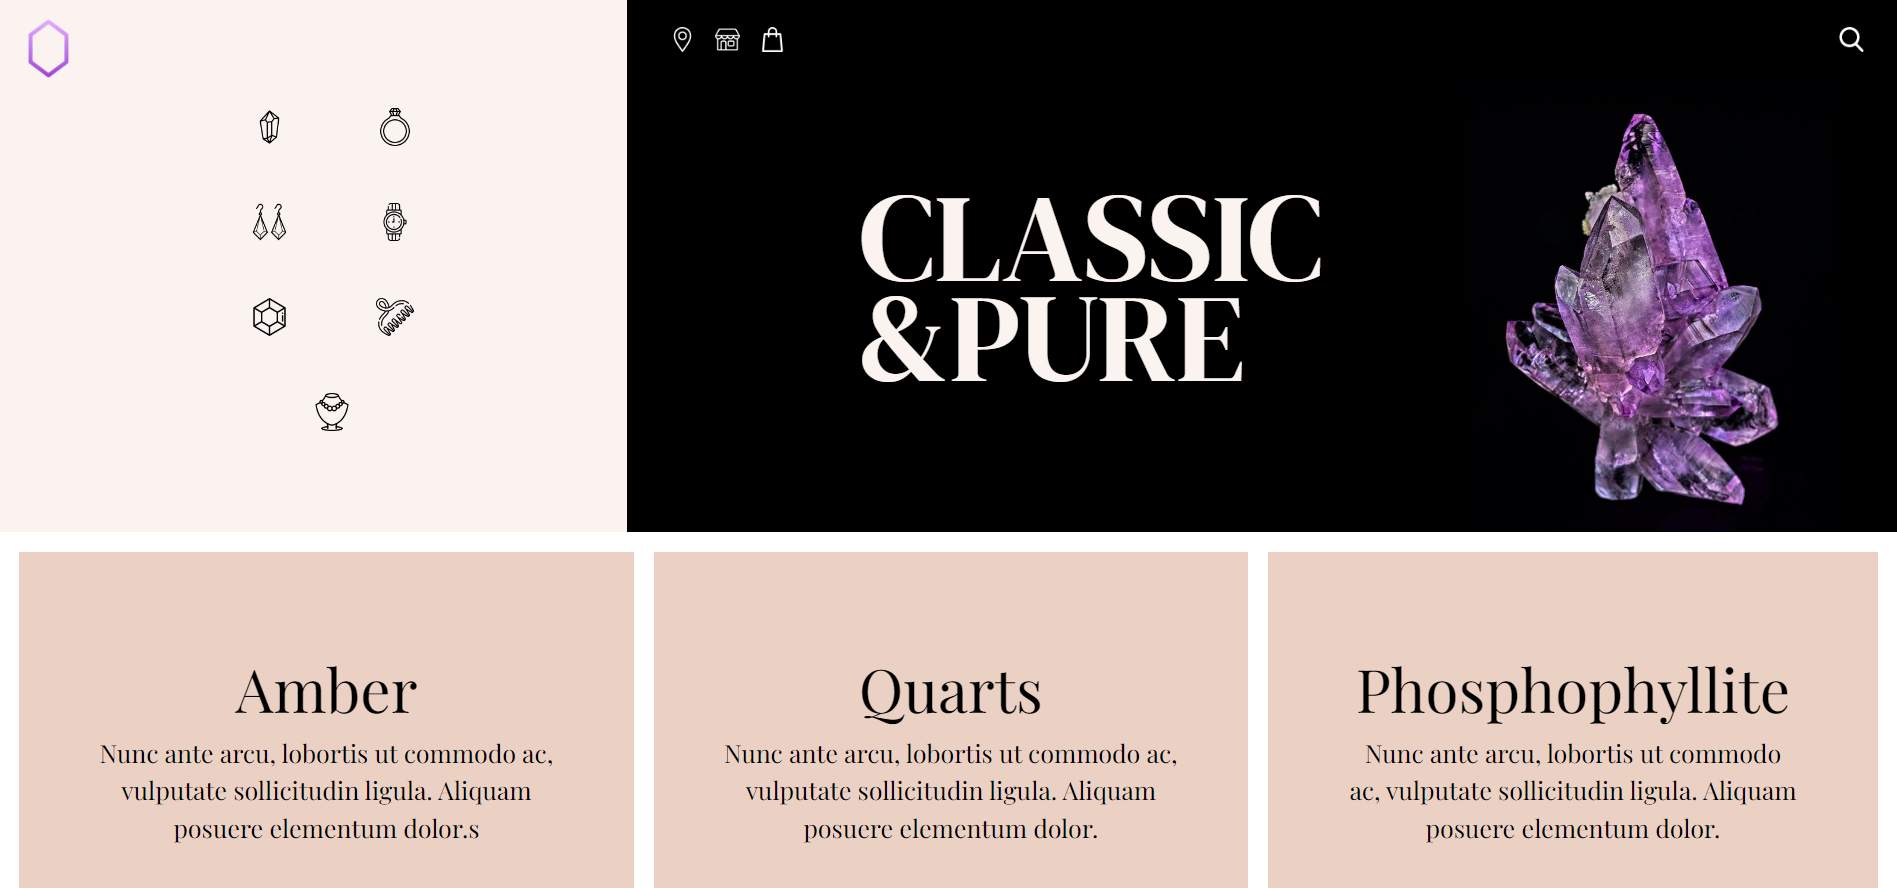 CLASSIC
&PURE
Amber
Nunc ante arcu, lobortis ut commodo ac,
vulputate sollicitudin ligula. Aliquam
posuere elementum dolor.s
Quarts
Nunc ante arcu, lobortis ut commodo ac,
vulputate sollicitudin ligula. Aliquam
posuere elementum dolor.
Phosphophyllite
Nunc ante arcu, lobortis ut commodo
ac, vulputate sollicitudin ligula. Aliquam
posuere elementum dolor.